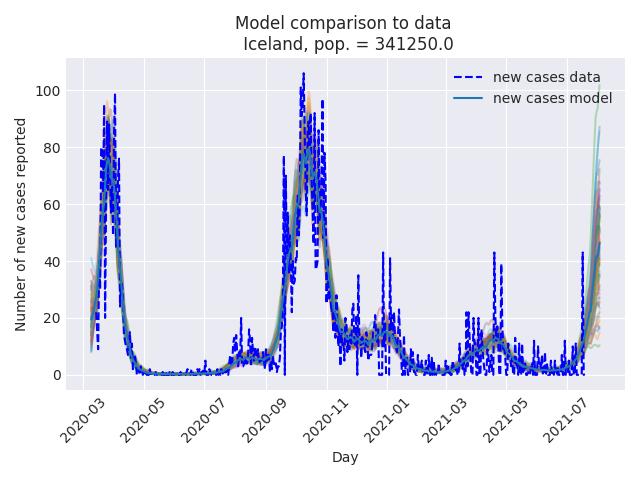 Model comparison to data
Iceland, pop. = 341250.0
new cases data
new cases model
Number of new cases reported
100
80
60
40
20
0
2020-03
2020-05
2020-07
2020-09
2020-11
2021-01
2021-03
2021-05
2021-07
Day